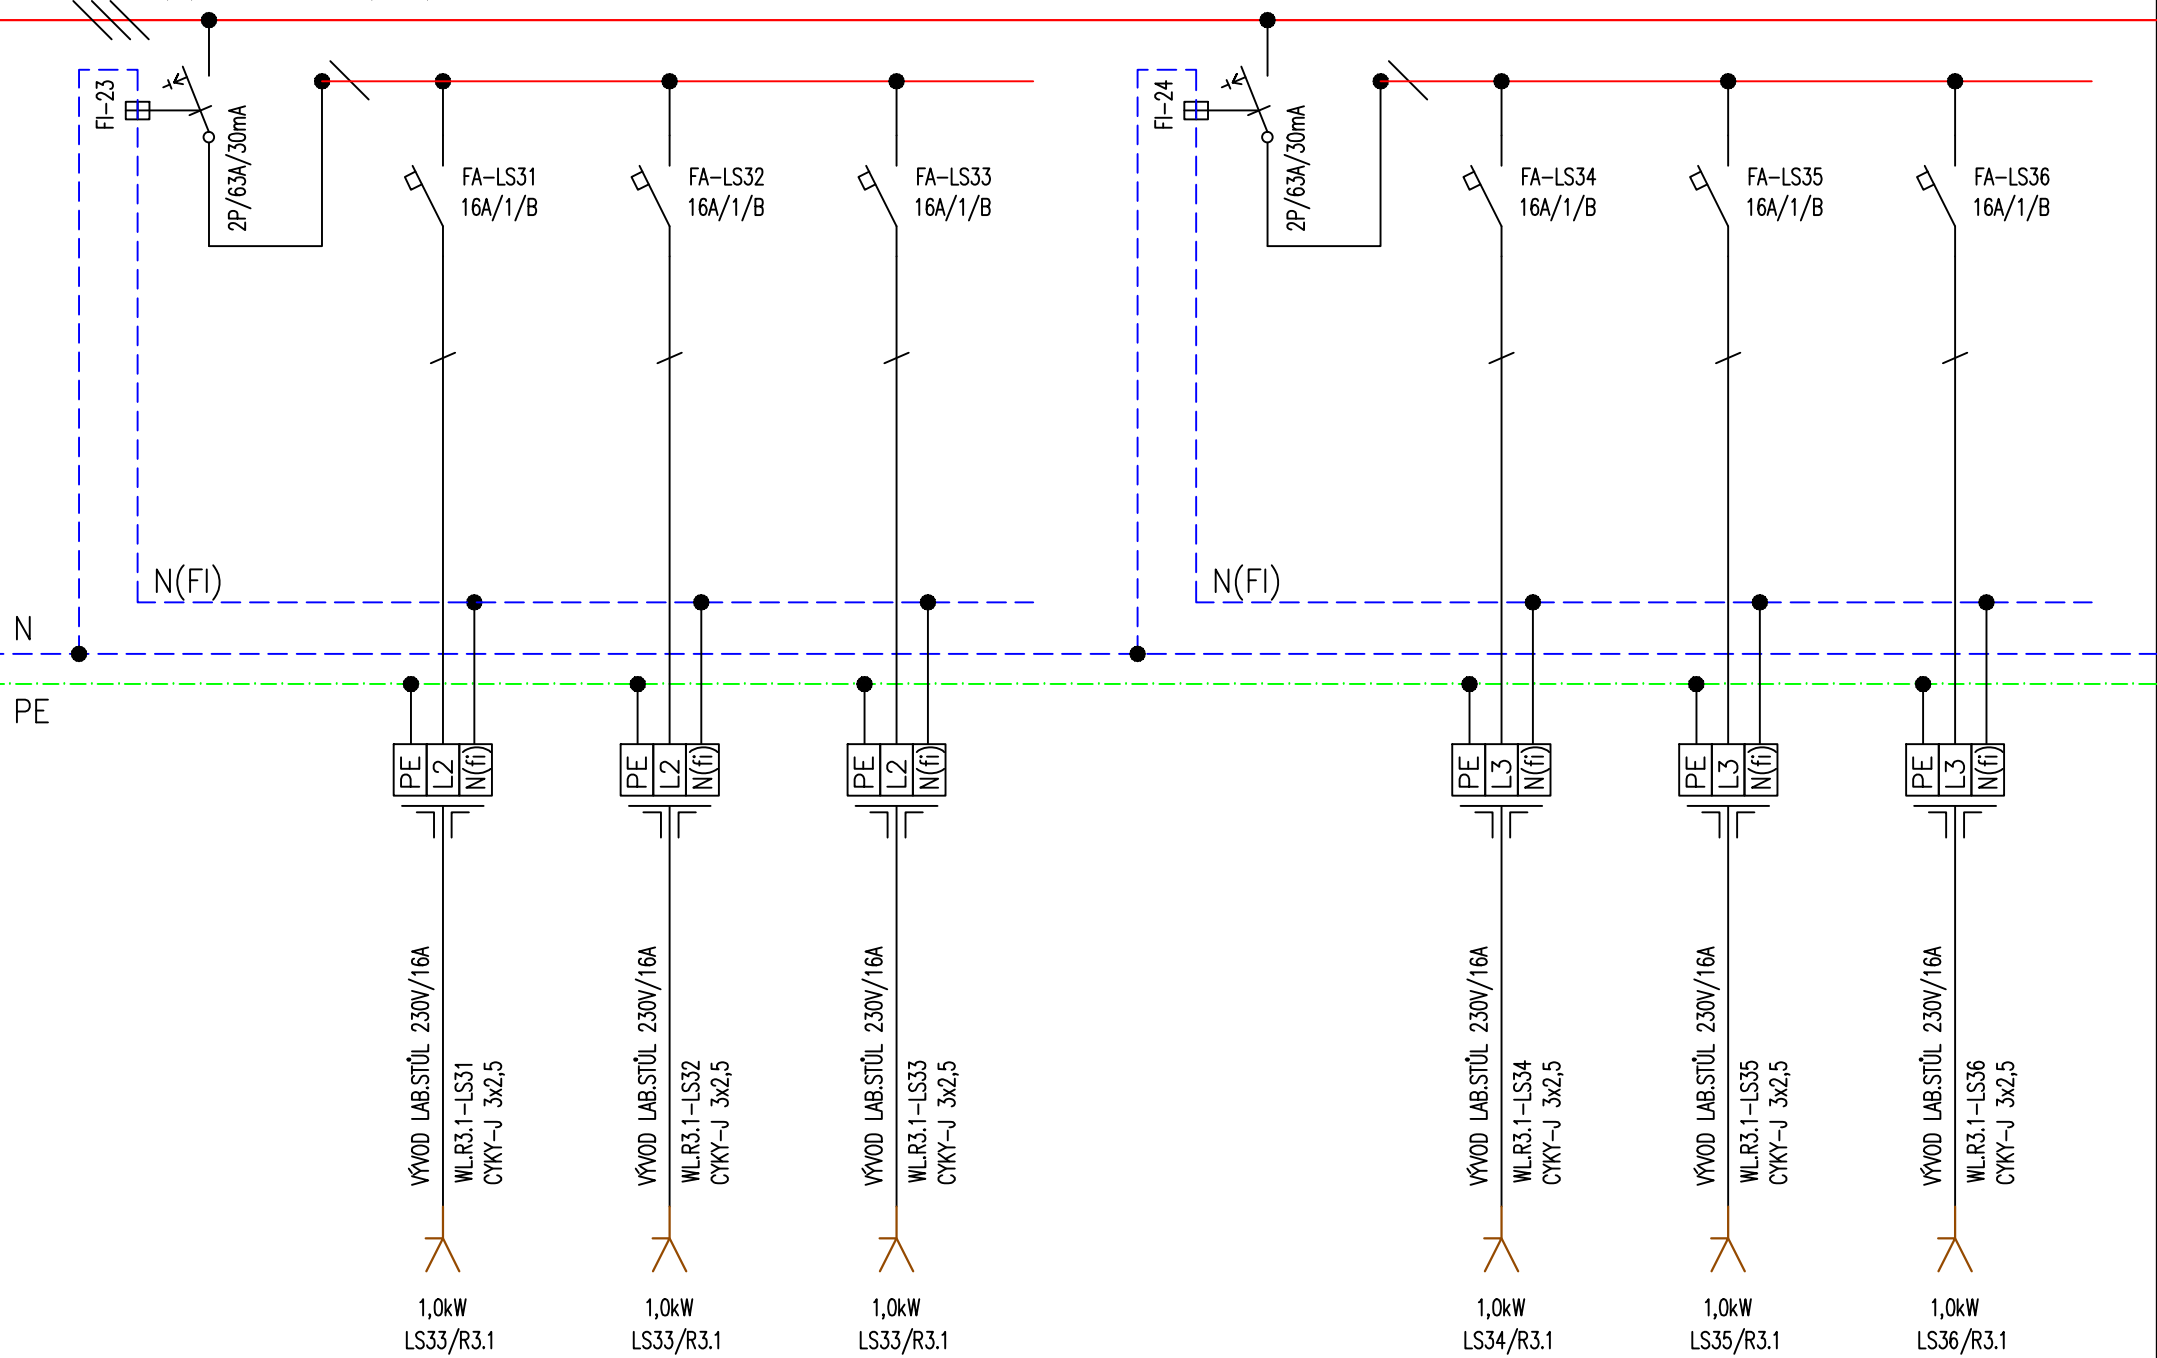 FI-23
2P/63A/30mA
FA-LS31
16A/1/B
FA-LS32
16A/1/B
FA-LS33
16A/1/B
FI-24
2P/63A/30mA
FA-LS34
16A/1/B
FA-LS35
16A/1/B
FA-LS36
16A/1/B
N(FI)
N(FI)
N
PE
PE
L2
N(fi)
PE
L2
N(fi)
PE
L2
N(fi)
PE
L3
N(fi)
PE
L3
N(fi)
PE
L3
N(fi)
VÝVOD LAB.STŮL 230V/16A
WL.R3.1-LS31
CYKY-J 3x2,5
VÝVOD LAB.STŮL 230V/16A
WL.R3.1-LS32
CYKY-J 3x2,5
VÝVOD LAB.STŮL 230V/16A
WL.R3.1-LS33
CYKY-J 3x2,5
VÝVOD LAB.STŮL 230V/16A
WL.R3.1-LS34
CYKY-J 3x2,5
VÝVOD LAB.STŮL 230V/16A
WL.R3.1-LS35
CYKY-J 3x2,5
VÝVOD LAB.STŮL 230V/16A
WL.R3.1-LS36
CYKY-J 3x2,5
1,0kW
LS33/R3.1
1,0kW
LS33/R3.1
1,0kW
LS33/R3.1
1,0kW
LS34/R3.1
1,0kW
LS35/R3.1
1,0kW
LS36/R3.1